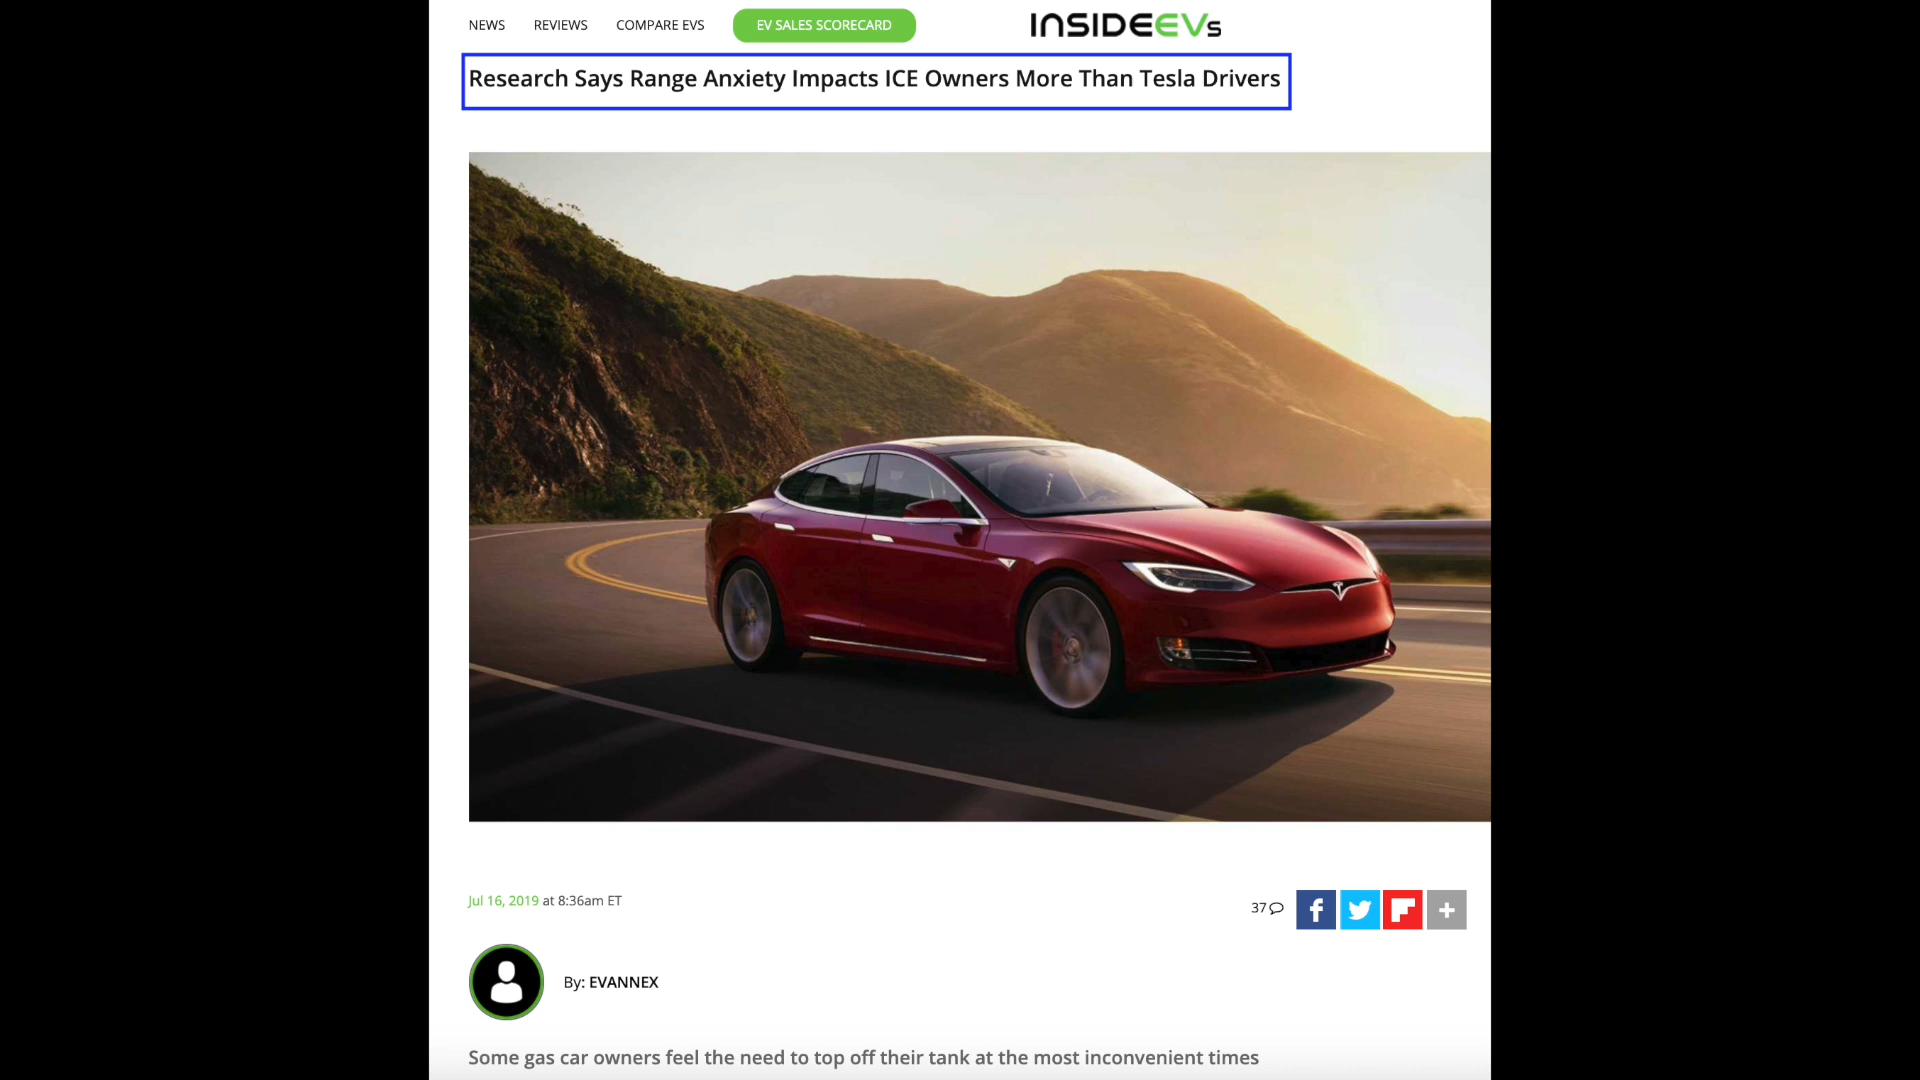 NEWS REVIEWS COMPARE EVS EV SALES SCORECARD INSIDEEVs
Research Says Range Anxiety Impacts ICE Owners More Than Tesla Drivers
Jul 16, 2019 at 8:36am ET
37
By: EVANNEX
Some gas car owners feel the need to top off their tank at the most inconvenient times